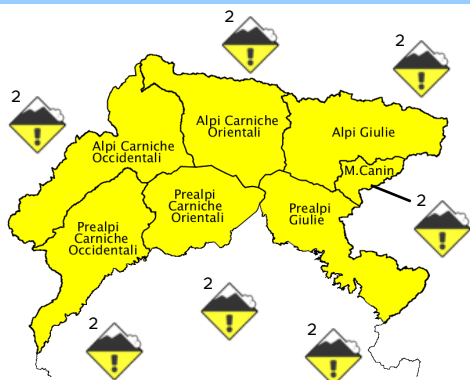 2
2
2
Alpi Carniche
Orientali
Alpi Giulie
Alpi Carniche
Occidentali
M.Canin
Prealpi
Carniche
Orientali
2
Prealpi
Giulie
Prealpi
Carniche
Occidentali
2
2
2